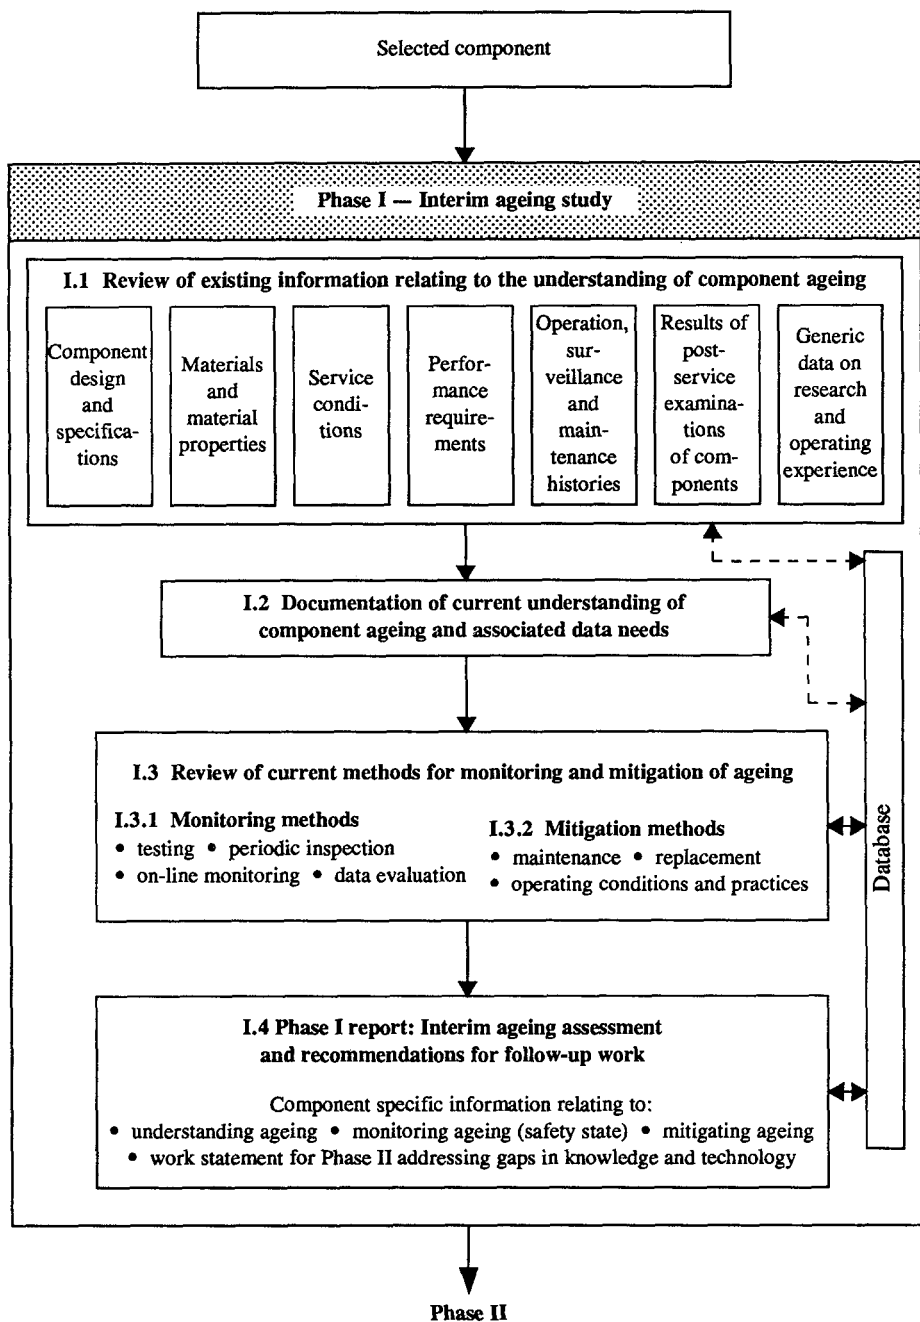 Selected component
Phase I — Interim ageing study
I.1 Review of existing information relating to the understanding of component ageing
Component
design
and
specifica-
tions
Materials
and
material
properties
Service
condi-
tions
Perfor-
mance
require-
ments
Operation,
sur-
veillance
and
main-
tenance
histories
Results of
post-
service
examina-
tions
of com-
ponents
Generic
data on
research
and
operating
experience
I.2 Documentation of current understanding of
component ageing and associated data needs
I.3 Review of current methods for monitoring and mitigation of ageing
I.3.1 Monitoring methods
• testing • periodic inspection
• on-line monitoring • data evaluation
I.3.2 Mitigation methods
• maintenance • replacement
• operating conditions and practices
Database
I.4 Phase I report: Interim ageing assessment
and recommendations for follow-up work
Component specific information relating to:
• understanding ageing • monitoring ageing (safety state) • mitigating ageing
• work statement for Phase II addressing gaps in knowledge and technology
Phase II